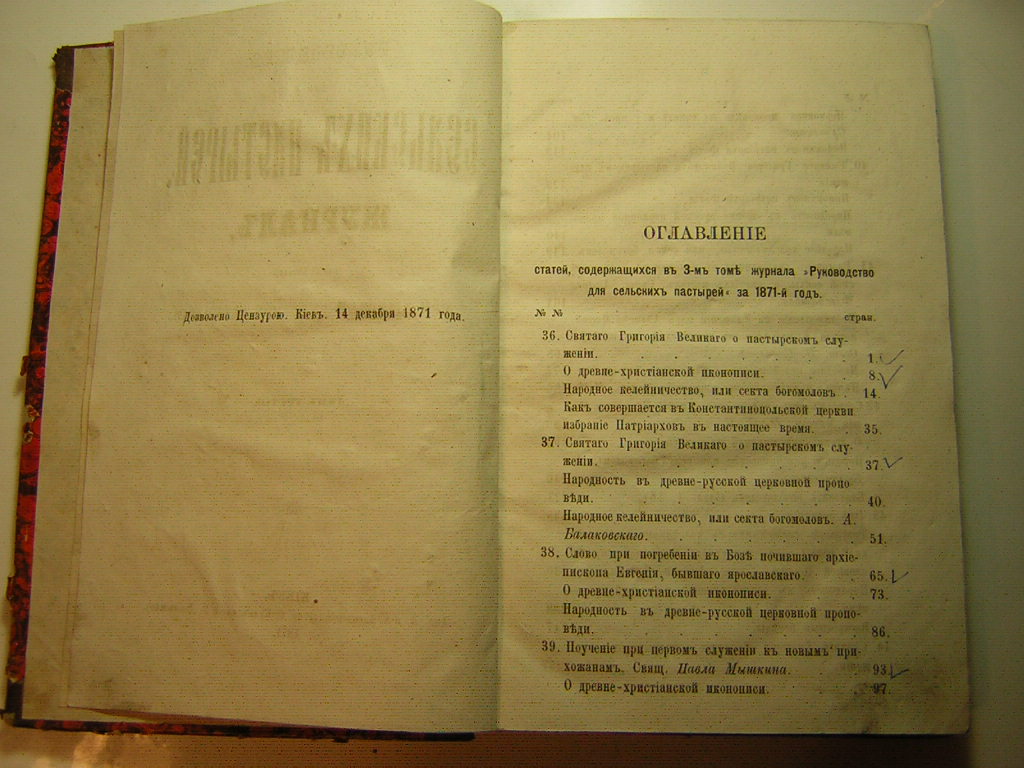 Дозволено Цензурою. Кіевъ. 14 декабря 1871 года.
ОГЛАВЛЕНІЕ
статей, содержащихся въ 3-мъ томѣ журнала »Руководство
для сельскихъ пастырей« за 1871-й годъ.
№ № стран.
36. Святаго Григорія Великаго о пастырскомъ слу-
женіи. . . . . . . . 1.
О древне-христіанской иконописи. . . 8.
Народное келейничество, или секта богомоловъ . 14.
Какъ совершается въ Константинопольской церкви
избраніе Патріарховъ въ настоящее время. . 35.
37. Святаго Григорія Великаго о пастырскомъ слу-
женіи. . . . . . . . 37.
Народность въ древне-русской церковной пропо
вѣди. . . . . . . . 40.
Народное келейничество, или секта богомоловъ. А.
Балаковскаго. . . . . . . 51.
38. Слово при погребеніи въ Бозѣ почившаго архіе-
пископа Евгенія, бывшаго ярославскаго. . . 65.
О древне-христіанской иконописи. . . 73.
Народность въ древне-русской церковной пропо-
вѣди. . . . . . . . 86.
39. Поученіе при первомъ служеніи къ новымъ при-
хожанамъ. Свящ. Павла Мышкина. . . 93.
О древне-христіанской иконописи. . . 97.